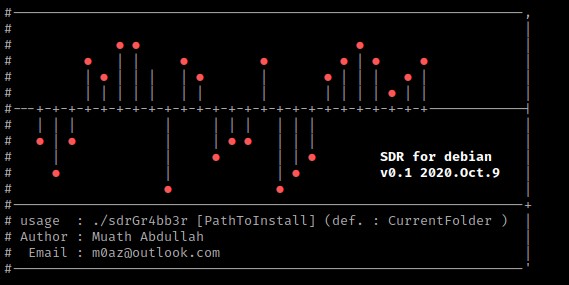 SDR for debian
v0.1 2020.Oct.9
# usage  : ./sdrGr4bb3r [PathToInstall] (def. : CurrentFolder )
# Author : Muath Abdullah
#  Email : m0az@outlook.com